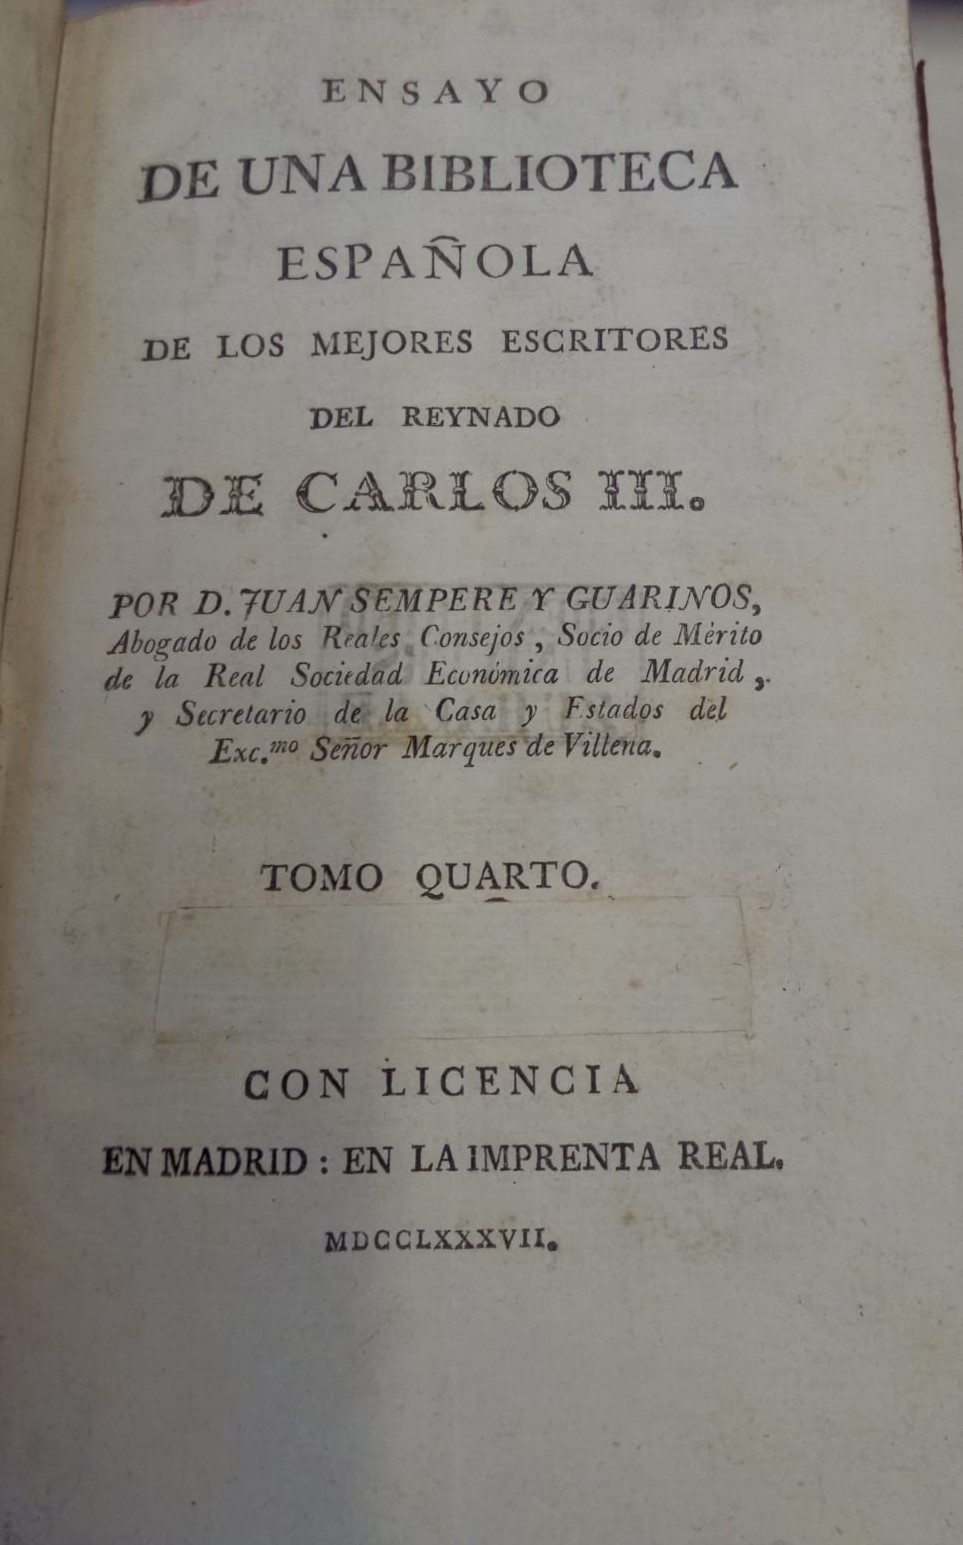 ENSAYO
DE UNA BIBLIOTECA
ESPAÑOLA
DE LOS MEJORES ESCRITORES
DEL REYNADO
DE CARLOS III.
POR D. JUAN SEMPERE Y GUARINOS,
Abogado de los Reales Consejos, Socio de Mérito
de la Real Sociedad Económica de Madrid,
y Secretario de la Casa y Estados del
Exc.mo Señor Marques de Villena.
TOMO QUARTO.
CON LICENCIA
EN MADRID: EN LA IMPRENTA REAL.
MDCCLXXXVII.